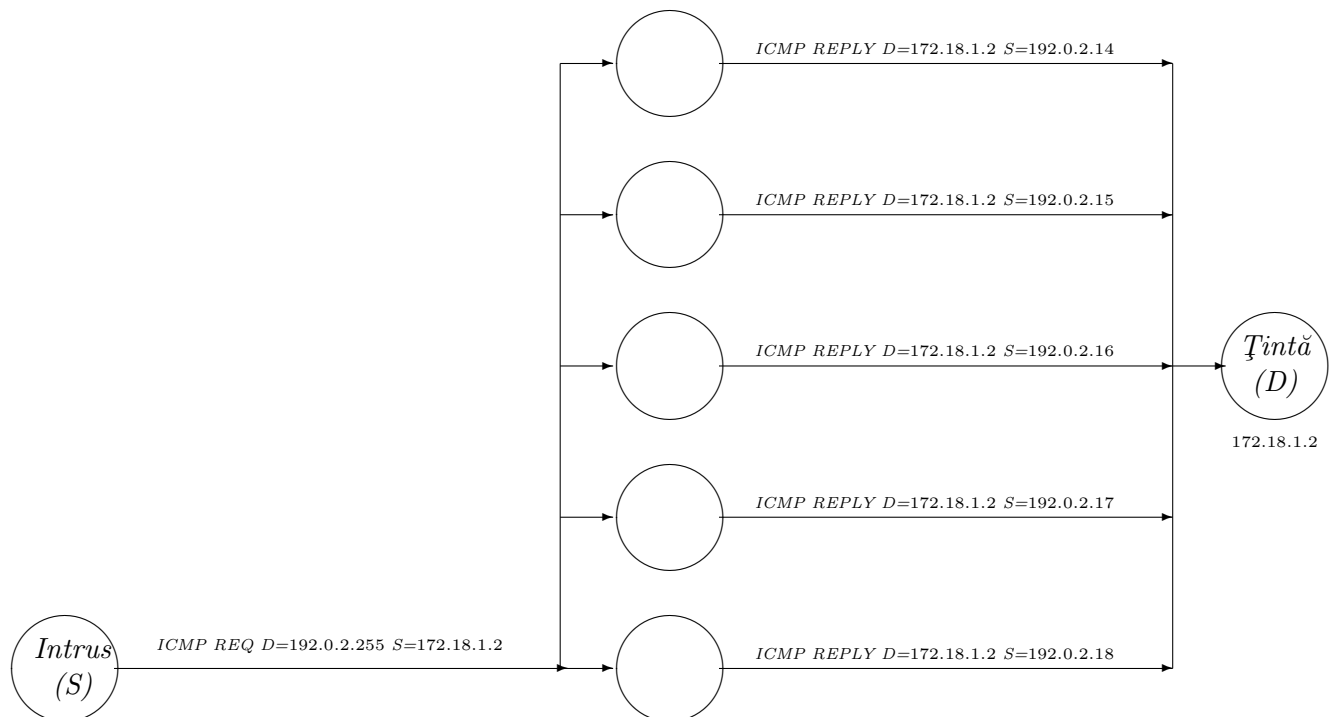 ICMP REPLY D=172.18.1.2 S=192.0.2.14
ICMP REPLY D=172.18.1.2 S=192.0.2.15
ICMP REPLY D=172.18.1.2 S=192.0.2.16
Ţintă
(D)
172.18.1.2
ICMP REPLY D=172.18.1.2 S=192.0.2.17
Intrus
(S)
ICMP REQ D=192.0.2.255 S=172.18.1.2
ICMP REPLY D=172.18.1.2 S=192.0.2.18